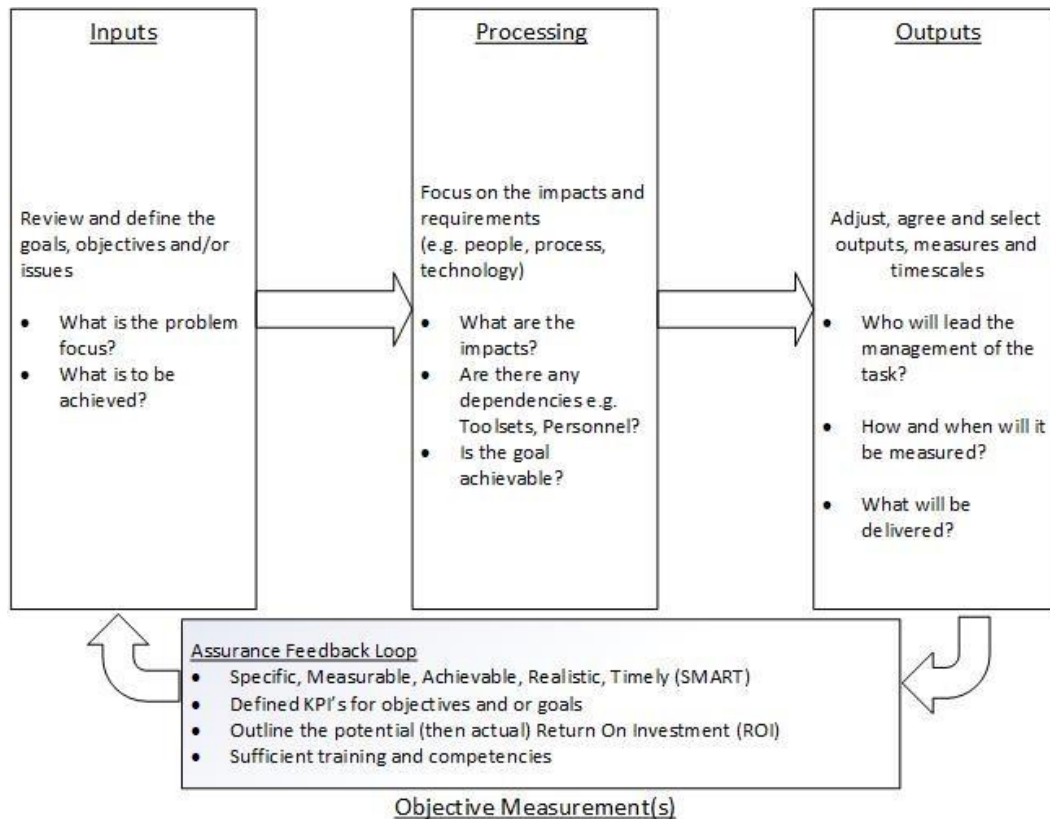 Inputs
Review and define the
goals, objectives and/or
issues
• What is the problem
focus?
• What is to be
achieved?
Processing
Focus on the impacts and
requirements
(e.g. people, process,
technology)
• What are the
impacts?
• Are there any
dependencies e.g.
Toolsets, Personnel?
• Is the goal
achievable?
Outputs
Adjust, agree and select
outputs, measures and
timescales
• Who will lead the
management of the
task?
• How and when will it
be measured?
• What will be
delivered?
Assurance Feedback Loop
• Specific, Measurable, Achievable, Realistic, Timely (SMART)
• Defined KPI's for objectives and or goals
• Outline the potential (then actual) Return On Investment (ROI)
• Sufficient training and competencies
Objective Measurement(s)